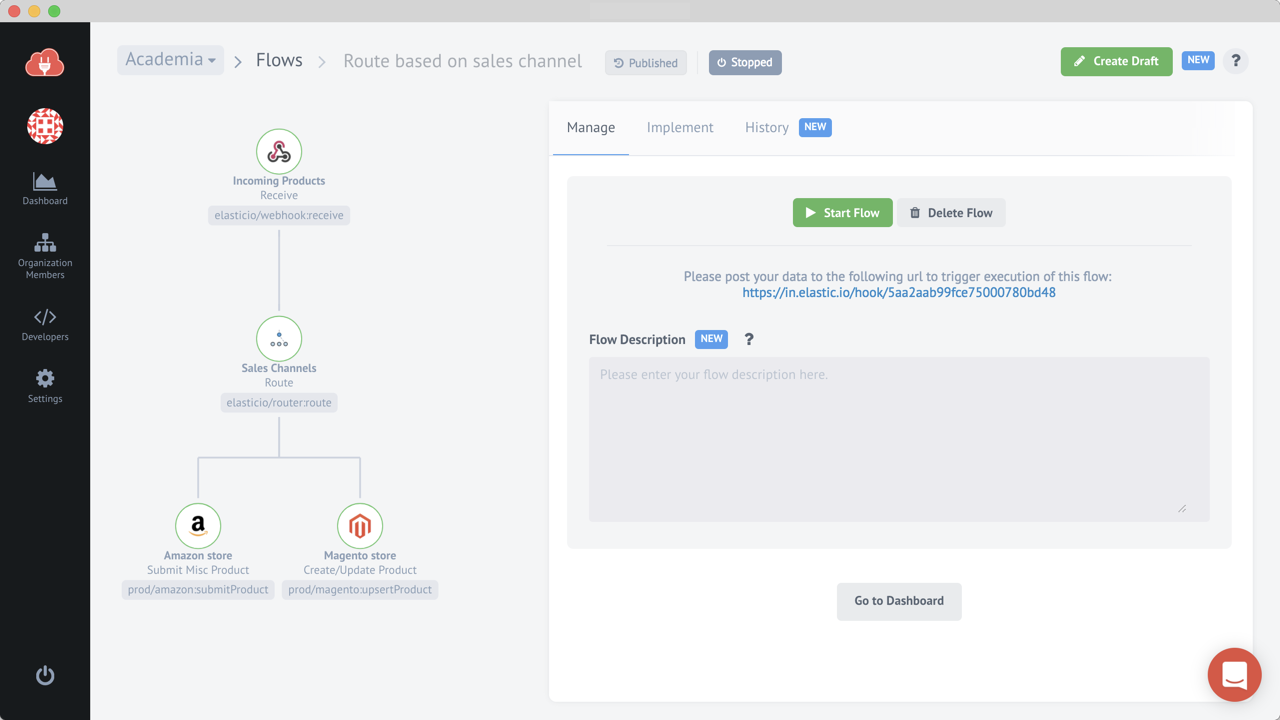 Academia
Flows
Route based on sales channel
Published
Stopped
Create Draft
NEW
?
Dashboard
Organization
Members
Developers
Settings
Incoming Products
Receive
elasticio/webhook:receive
Sales Channels
Route
elasticio/router:route
Amazon store
Submit Misc Product
prod/amazon:submitProduct
Magento store
Create/Update Product
prod/magento:upsertProduct
Manage
Implement
History
NEW
Start Flow
Delete Flow
Please post your data to the following url to trigger execution of this flow:
https://in.elastic.io/hook/5aa2aab99fce75000780bd48
Flow Description
NEW
?
Please enter your flow description here.
Go to Dashboard